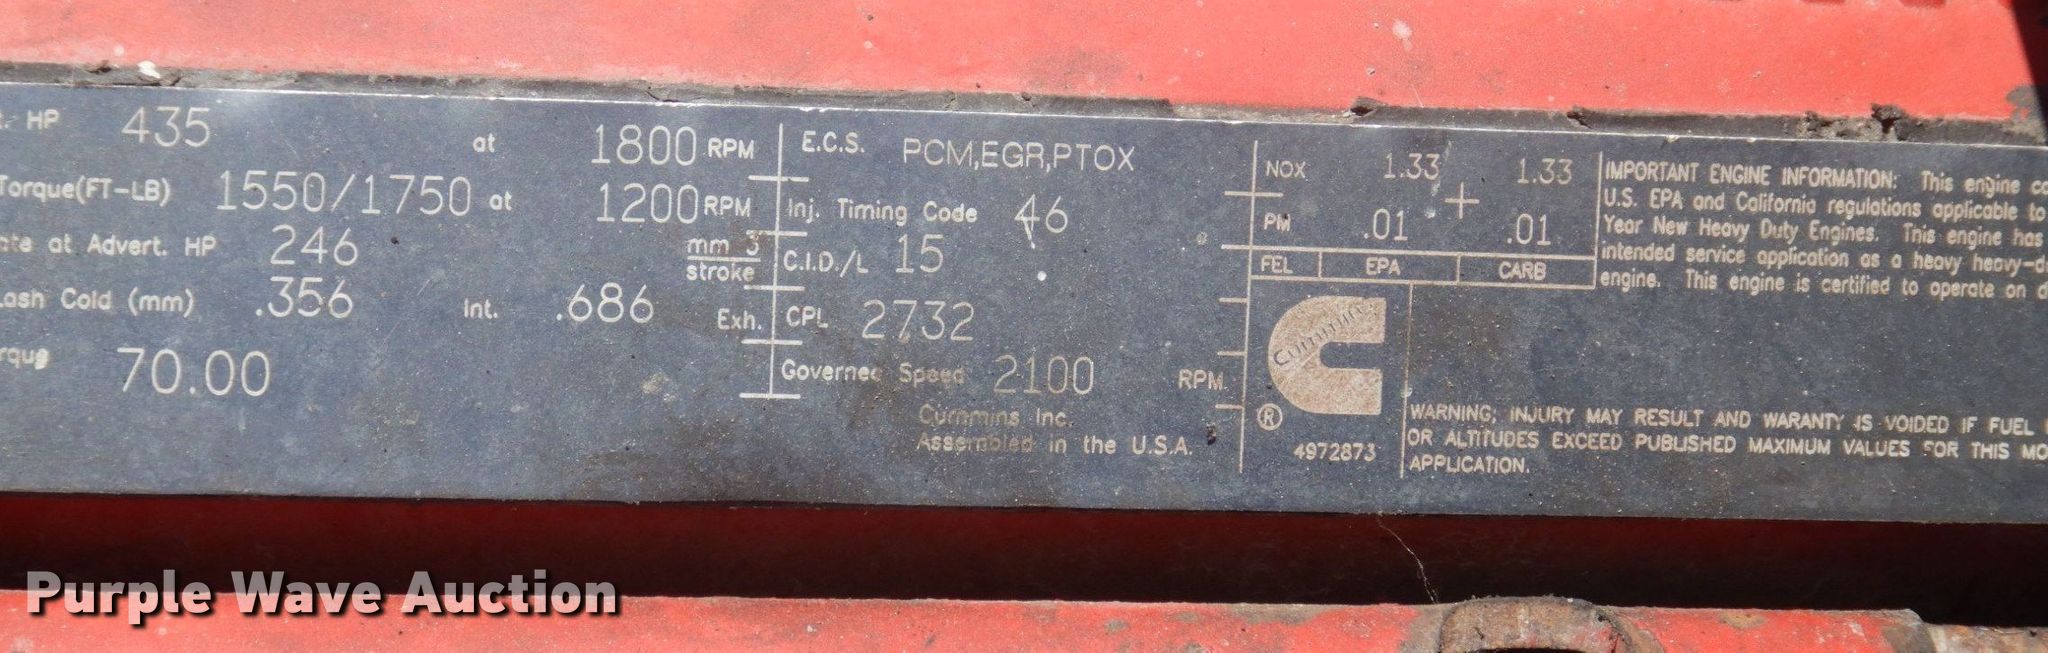 HP 435 at 1800 RPM
Torque(FT-LB) 1550/1750 at 1200 RPM
at Advert. HP 246 mm 3
stroke
Lash Cold (mm) .356 Int. .686 Exh.
70.00
E.C.S. PCM,EGR,PTOX
Inj. Timing Code 46
C.I.D./L 15
CPL 2732
Governed Speed 2100 RPM
Cummins Inc.
Assembled in the U.S.A.
NOX 1.33 + 1.33
PM .01 .01
FEL EPA CARB
Cummins
®
4972873
IMPORTANT ENGINE INFORMATION: This engine
U.S. EPA and California regulations applicable to
Year New Heavy Duty Engines. This engine has
intended service application as a heavy
engine. This engine is certified to operate on
WARNING: INJURY MAY RESULT AND WARANTY IS VOIDED IF FUEL
OR ALTITUDES EXCEED PUBLISHED MAXIMUM VALUES FOR THIS
APPLICATION.
Purple Wave Auction